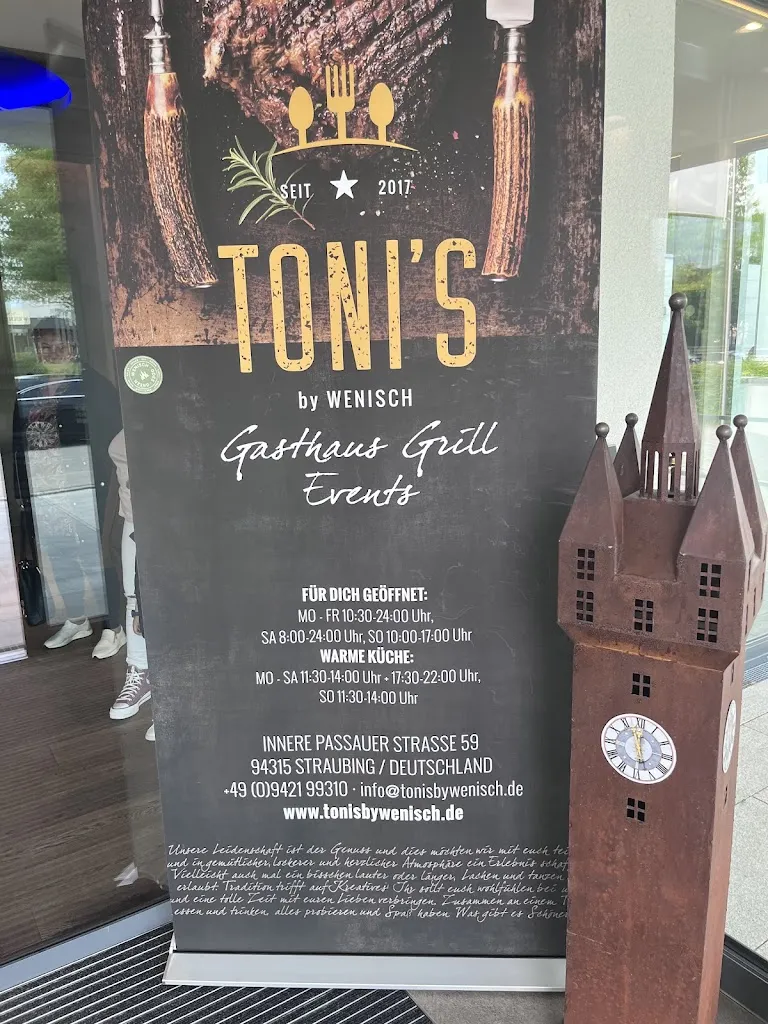 SEIT 2017
TONI'S
by WENISCH
Gasthaus Grill
Events
FÜR DICH GEÖFFNET:
MO - FR 10:30-24:00 Uhr,
SA 8:00-24:00 Uhr, SO 10:00-17:00 Uhr
WARME KÜCHE:
MO - SA 11:30-14:00 Uhr + 17:30-22:00 Uhr,
SO 11:30-14:00 Uhr
INNERE PASSAUER STRASSE 59
94315 STRAUBING / DEUTSCHLAND
+49 (0)9421 99310 · info@tonisbywenisch.de
www.tonisbywenisch.de
Unsere Leidenschaft ist der Genuss und dies möchten wir mit euch tei
und in gemütlicher, lockerer und herzlicher Atmosphäre ein Erlebnis schaf
Vielleicht auch mal ein bisschen lauter oder länger, Lachen und tanzen
erlaubt. Tradition trifft auf Kreatives! Ihr sollt euch wohlfühlen bei u
und eine tolle Zeit mit euren Lieben verbringen. Zusammen an einem T
essen und trinken, alles probieren und Spaß haben. Was gibt es Schöner